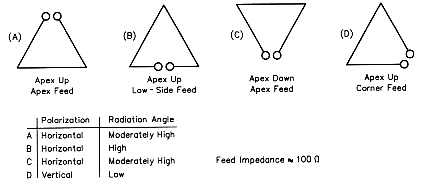 (A)
Apex Up
Apex Feed
(B)
Apex Up
Low-Side Feed
(C)
Apex Down
Apex Feed
(D)
Apex Up
Corner Feed
Polarization Radiation Angle
A Horizontal Moderately High
B Horizontal High
C Horizontal Moderately High
D Vertical Low
Feed Impedance ≈ 100 Ω